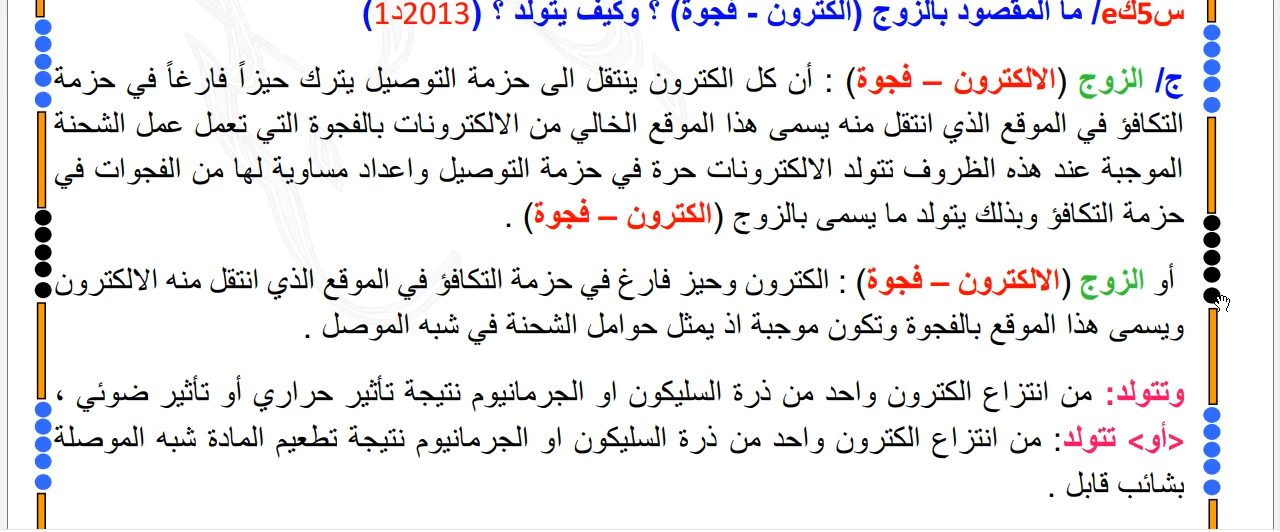 س5كe/ ما المقصود بالزوج (الكترون - فجوة) ؟ وكيف يتولد ؟ (2013د1)
ج/ الزوج (الالكترون – فجوة) : أن كل الكترون ينتقل الى حزمة التوصيل يترك حيزاً فارغاً في حزمة
التكافؤ في الموقع الذي انتقل منه يسمى هذا الموقع الخالي من الالكترونات بالفجوة التي تعمل عمل الشحنة
الموجبة عند هذه الظروف تتولد الالكترونات حرة في حزمة التوصيل واعداد مساوية لها من الفجوات في
حزمة التكافؤ وبذلك يتولد ما يسمى بالزوج (الكترون – فجوة) .
أو الزوج (الالكترون – فجوة) : الكترون وحيز فارغ في حزمة التكافؤ في الموقع الذي انتقل منه الالكترون
ويسمى هذا الموقع بالفجوة وتكون موجبة اذ يمثل حوامل الشحنة في شبه الموصل .
وتتولد: من انتزاع الكترون واحد من ذرة السليكون او الجرمانيوم نتيجة تأثير حراري أو تأثير ضوئي ،
<أو> تتولد: من انتزاع الكترون واحد من ذرة السليكون او الجرمانيوم نتيجة تطعيم المادة شبه الموصلة
بشائب قابل .